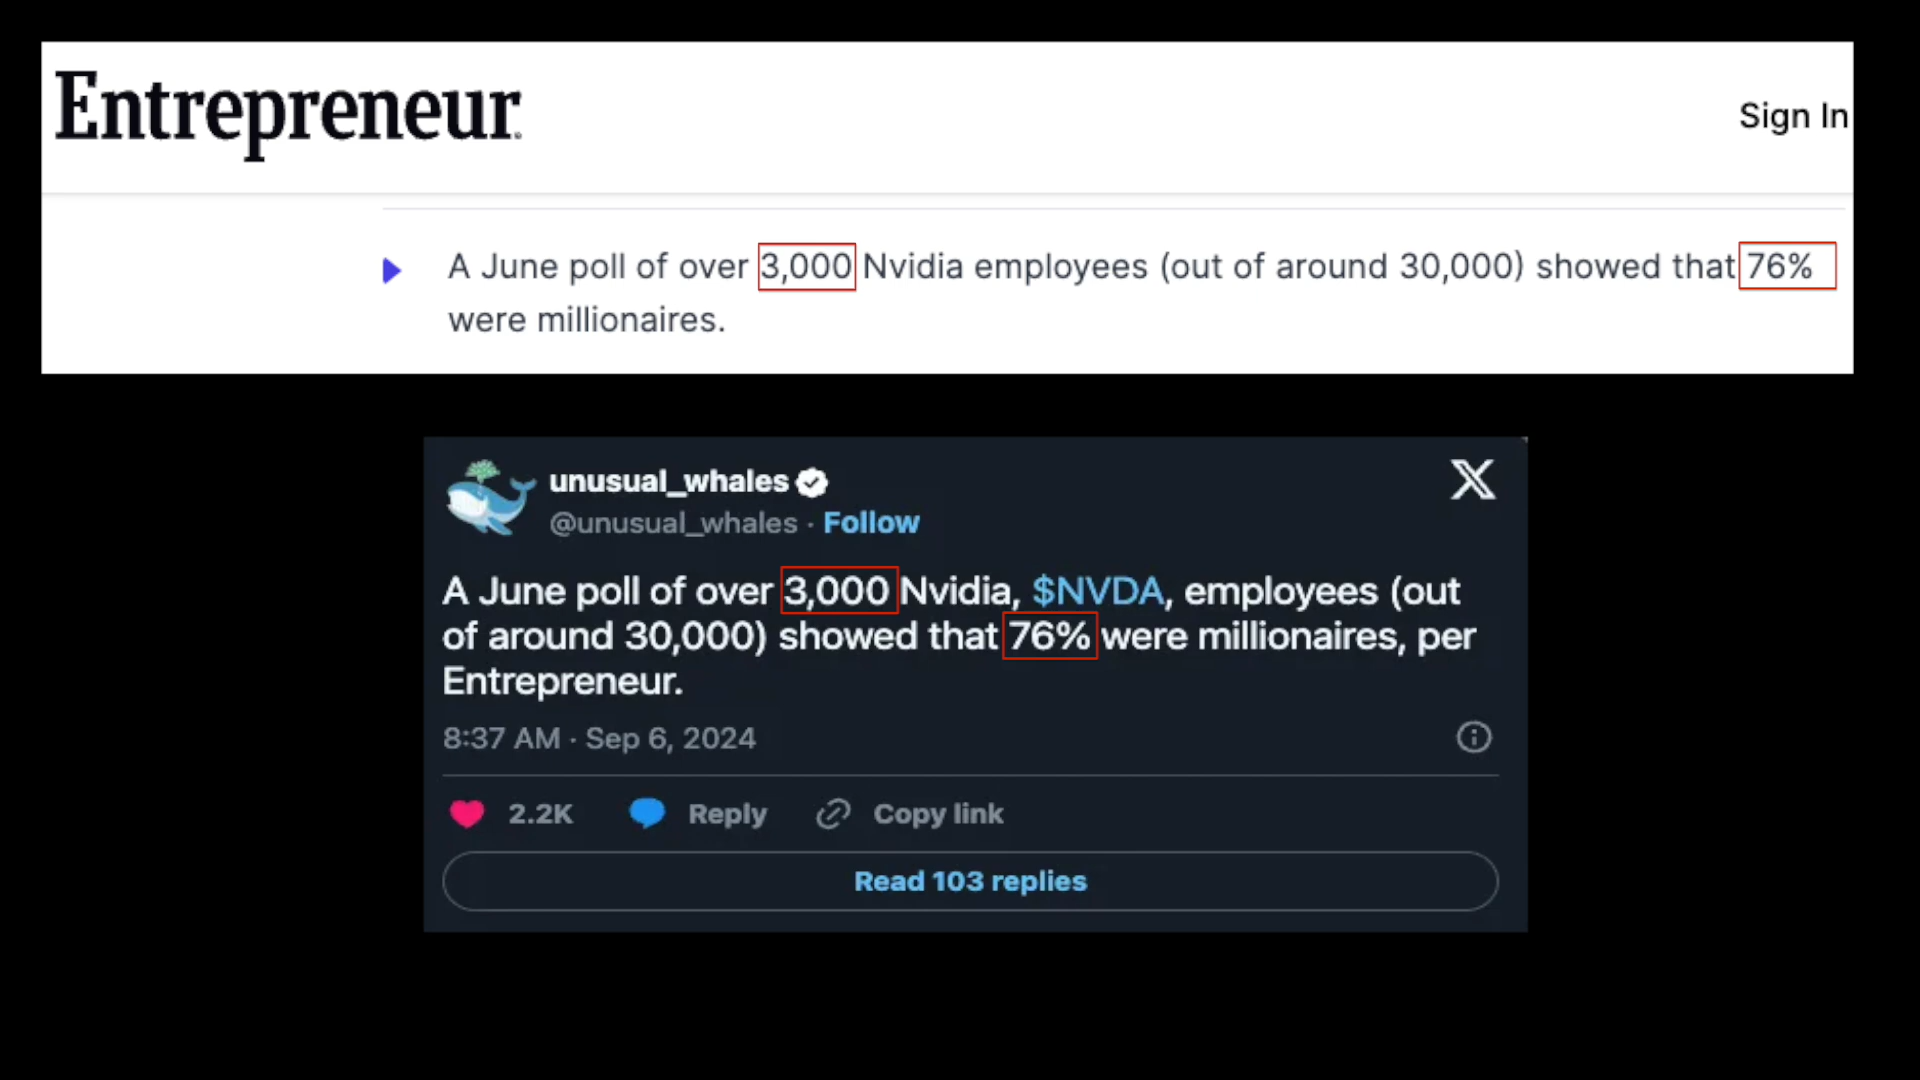 Entrepreneur
Sign In
A June poll of over 3,000 Nvidia employees (out of around 30,000) showed that 76%
were millionaires.
unusual_whales
@unusual_whales · Follow
X
A June poll of over 3,000 Nvidia, $NVDA, employees (out
of around 30,000) showed that 76% were millionaires, per
Entrepreneur.
8:37 AM · Sep 6, 2024
2.2K Reply Copy link
Read 103 replies